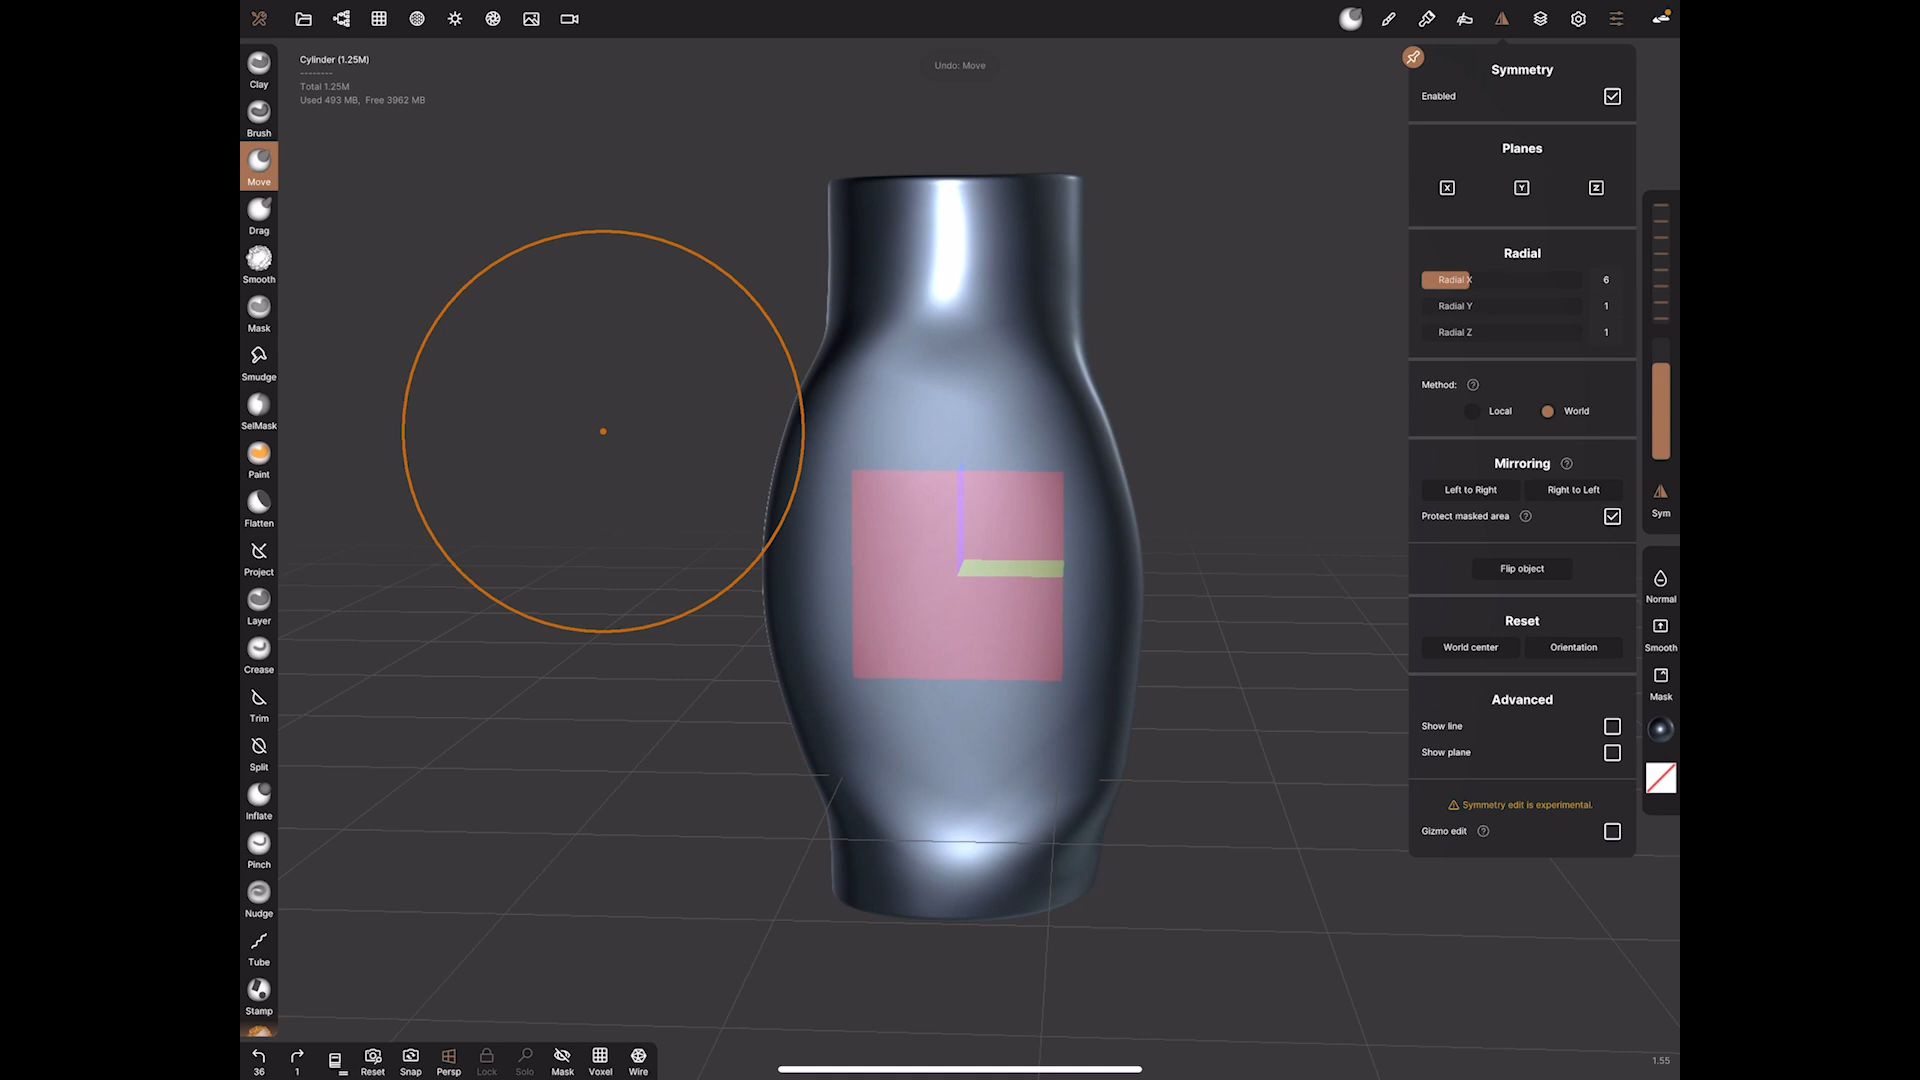 Cylinder (1.25M)
--------
Total 1.25M
Used 493 MB, Free 3962 MB
Undo: Move
Clay
Brush
Move
Drag
Smooth
Mask
Smudge
SelMask
Paint
Flatten
Project
Layer
Crease
Trim
Split
Inflate
Pinch
Nudge
Tube
Stamp
Symmetry
Enabled
Planes
X Y Z
Radial
Radial X 6
Radial Y 1
Radial Z 1
Method: ?
Local World
Mirroring ?
Left to Right Right to Left
Protect masked area ?
Flip object
Reset
World center Orientation
Advanced
Show line
Show plane
Symmetry edit is experimental.
Gizmo edit ?
Sym
Normal
Smooth
Mask
36 1 Reset Snap Persp Lock Solo Mask Voxel Wire
1.55